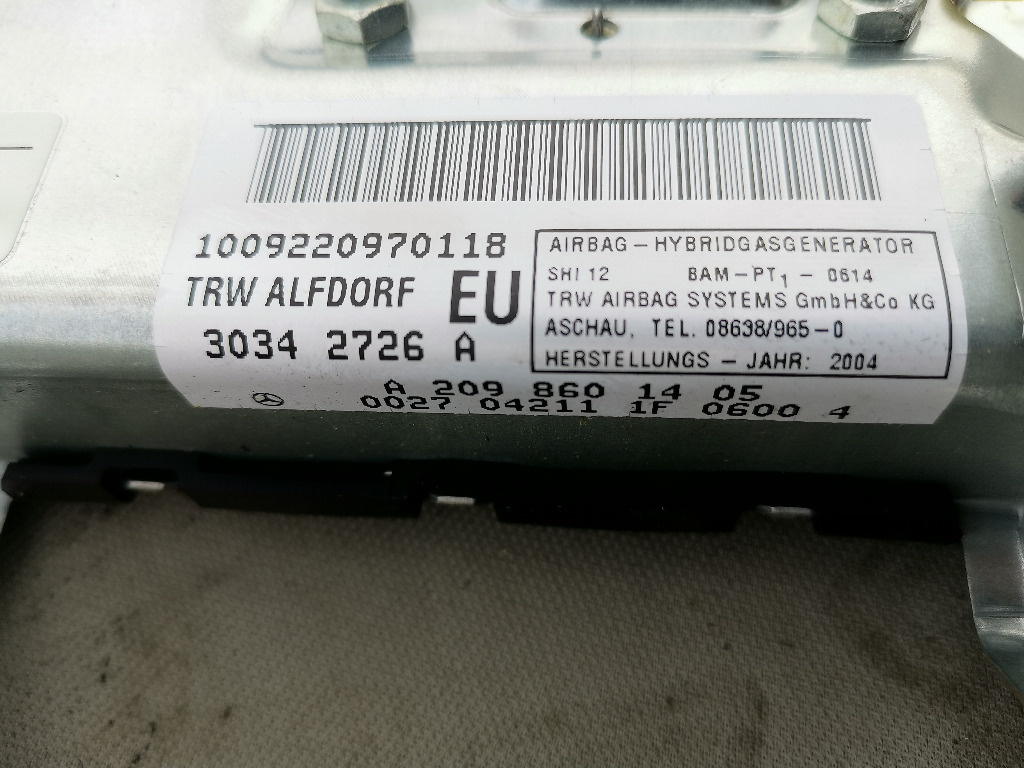 1009220970118
TRW ALFDORF EU
3034 2726 A
AIRBAG - HYBRIDGASGENERATOR
SHI 12 BAM - PT1 - 0614
TRW AIRBAG SYSTEMS GmbH&Co KG
ASCHAU, TEL. 08638/965-0
HERSTELLUNGS - JAHR: 2004
A 209 860 14 05
0027 04211 1F 0600 4